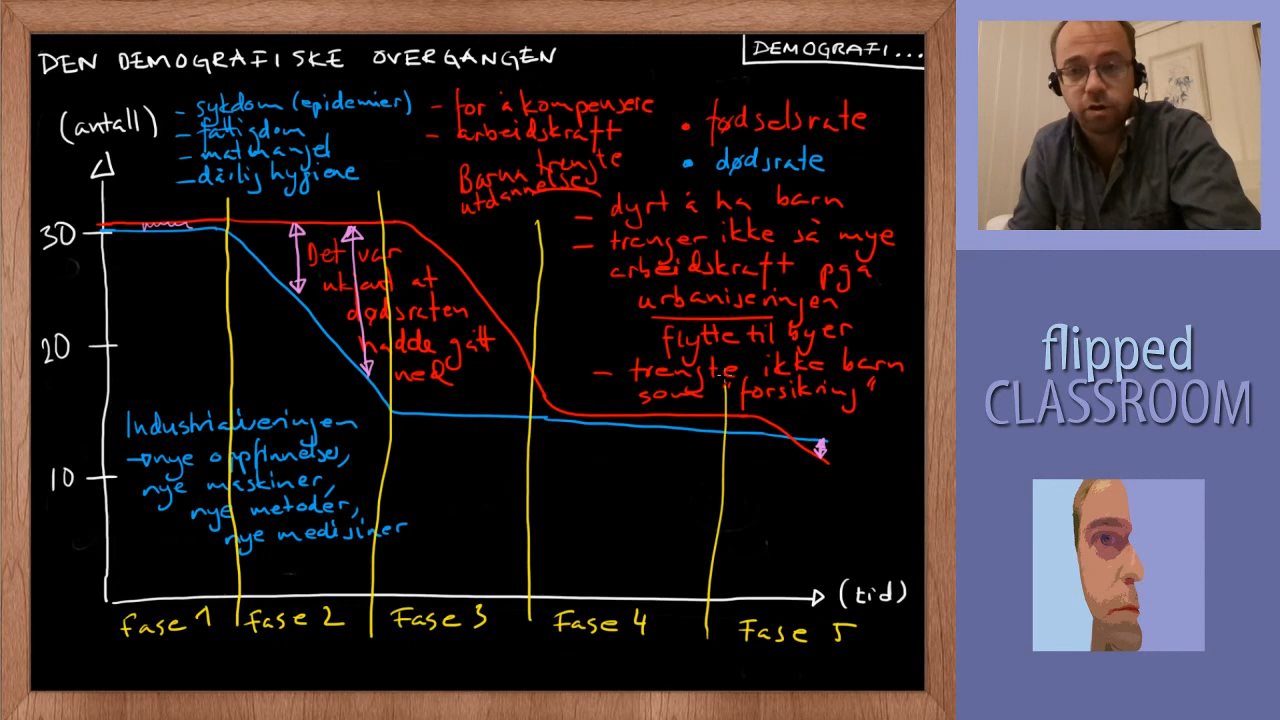 DEN DEMOGRAFISKE OVERGANGEN
DEMOGRAFI...
(antall)
- sykdom (epidemier)
- fattigdom
- matmangel
- dårlig hygiene
- for å kompensere
- arbeidskraft
Barna trengte
utdannelse
• fødselsrate
• dødsrate
- dyrt å ha barn
- trenger ikke så mye
arbeidskraft pga
urbaniseringen
flytte til byer
- trengte ikke barn
som "forsikring"
30
20
10
Det var
uklart at
dødsraten
hadde gått
ned
Industrialiseringen
→ nye oppfinnelser,
nye maskiner,
nye metoder,
nye medisiner
(tid)
Fase 1
Fase 2
Fase 3
Fase 4
Fase 5
flipped
CLASSROOM